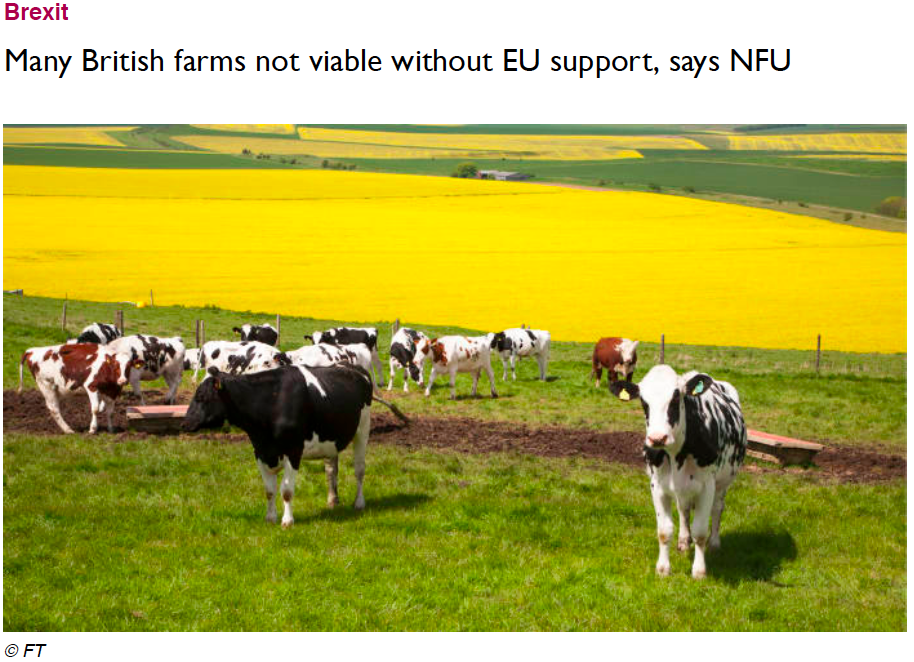 Brexit
Many British farms not viable without EU support, says NFU
© FT